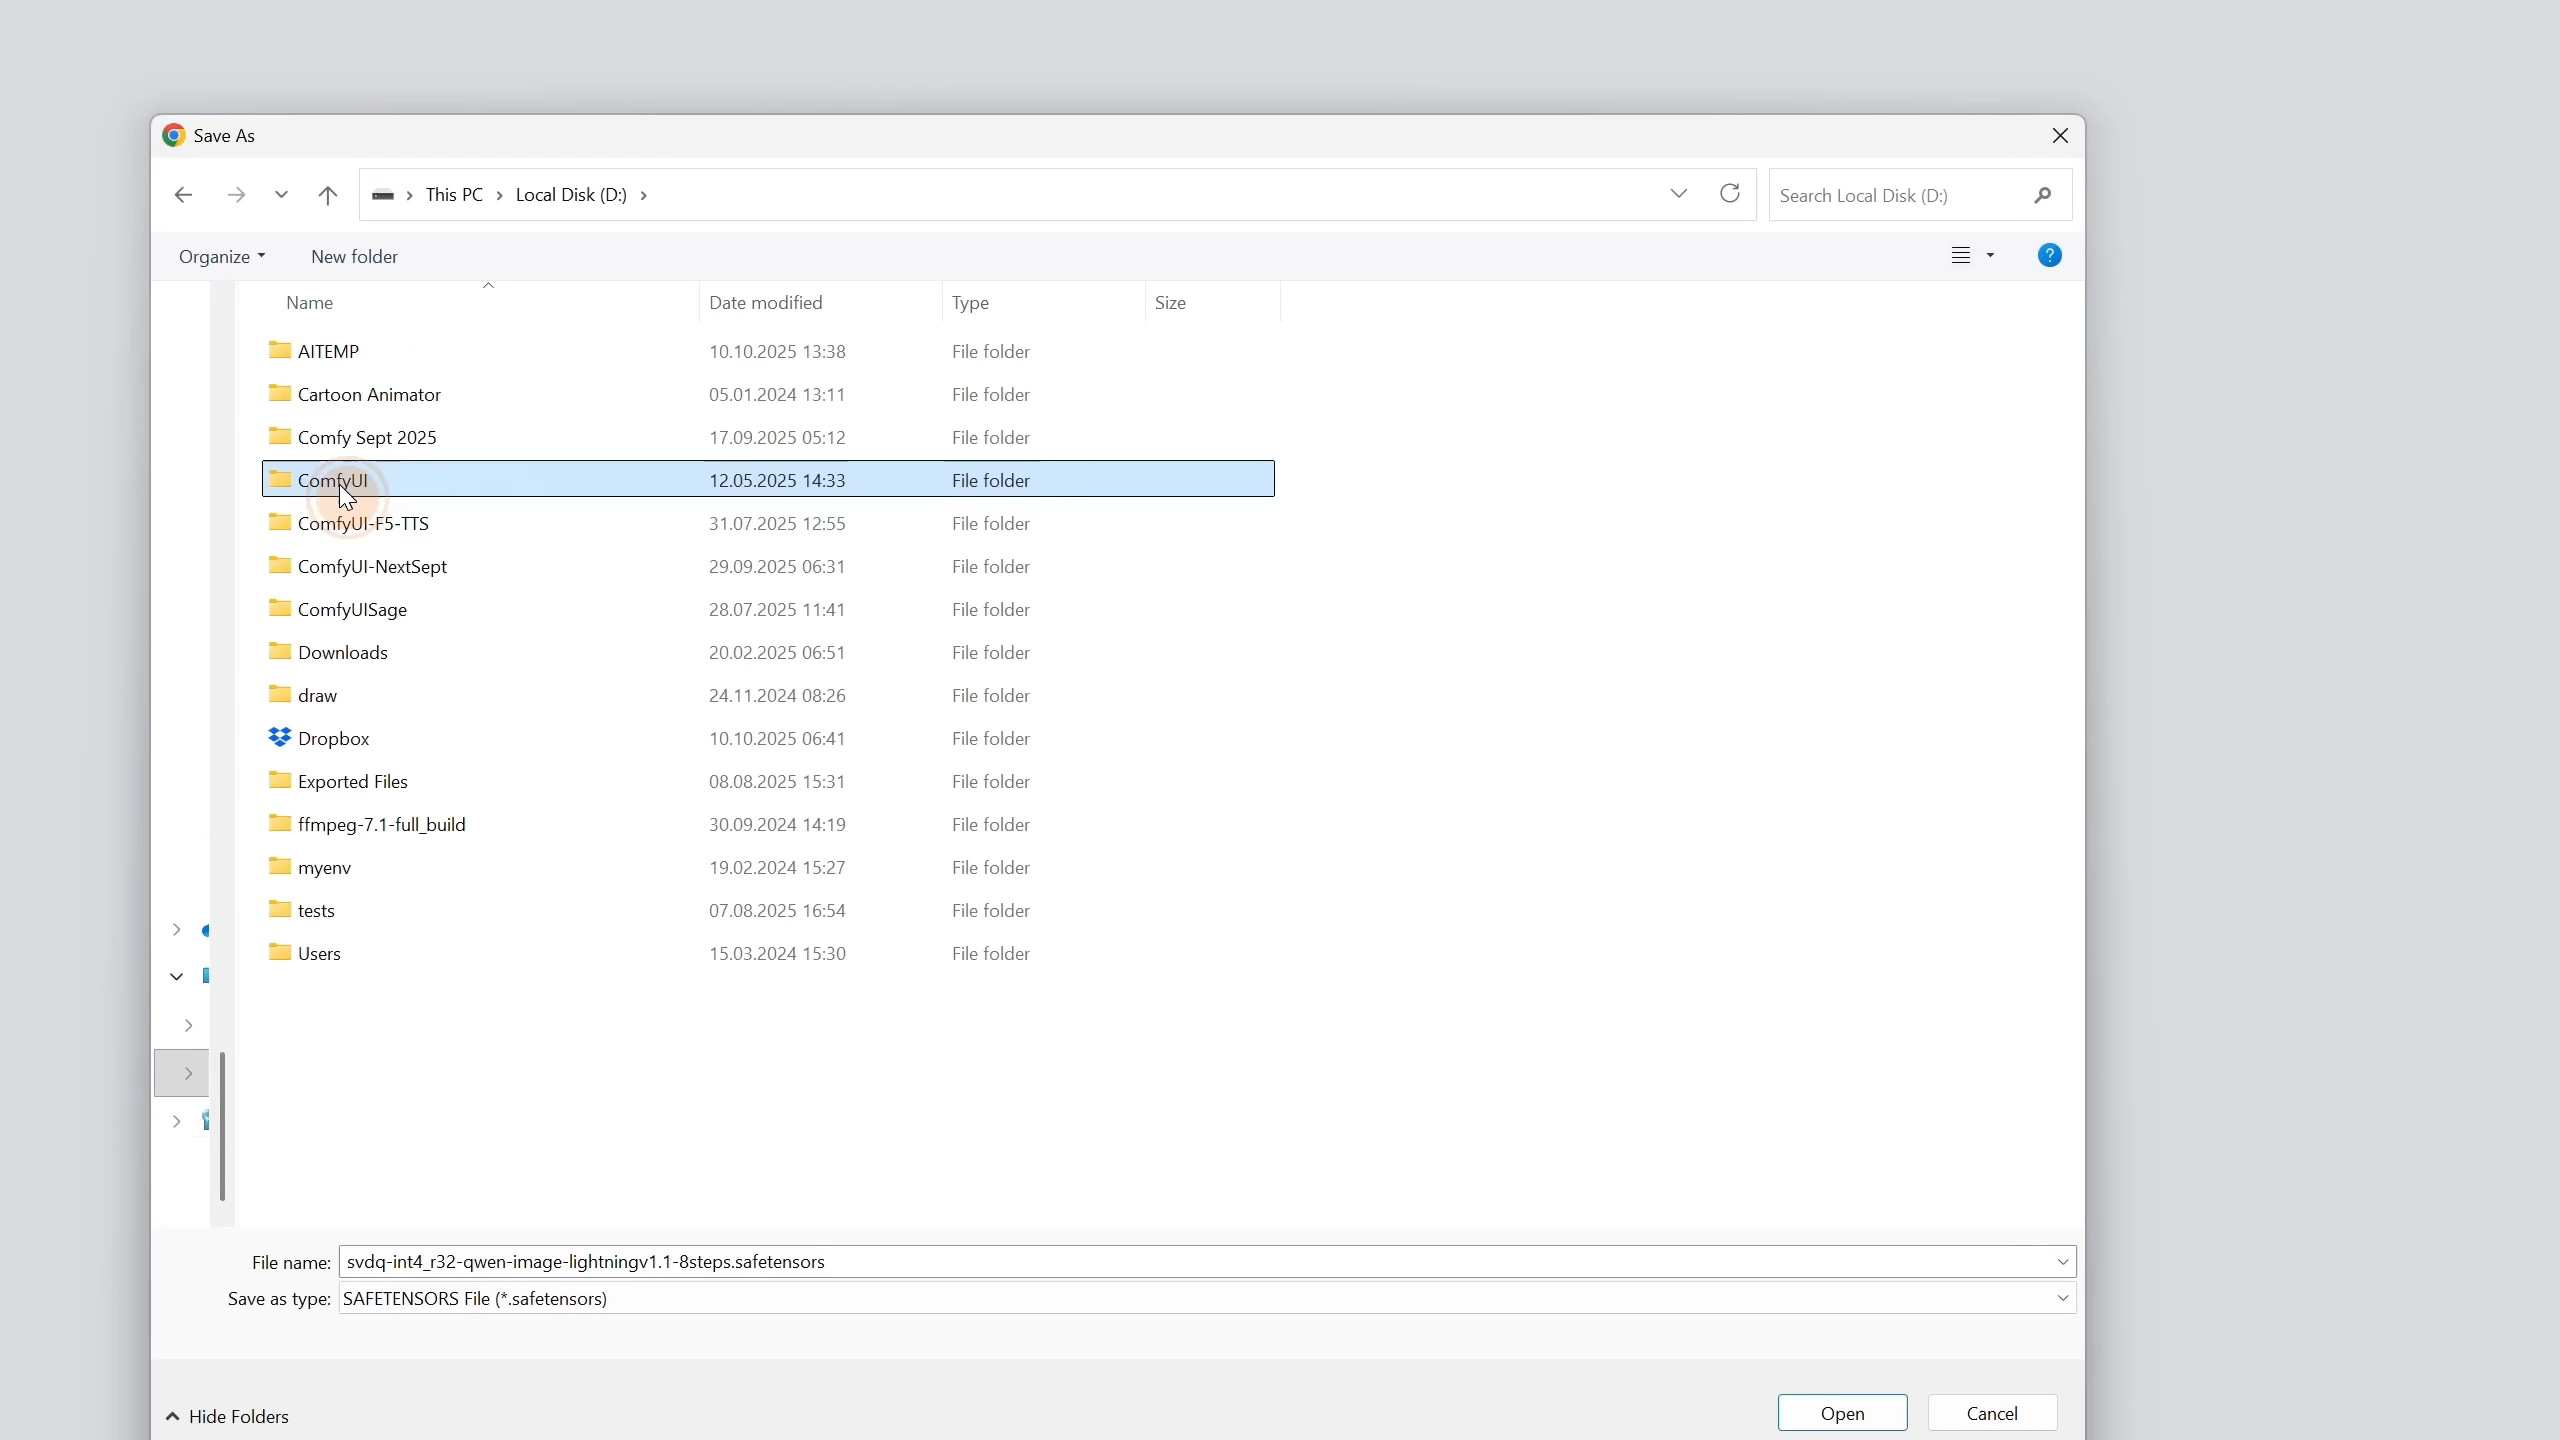 Save As
This PC Local Disk (D:)
Search Local Disk (D:)
Organize New folder
?
Name Date modified Type Size
AITEMP 10.10.2025 13:38 File folder
Cartoon Animator 05.01.2024 13:11 File folder
Comfy Sept 2025 17.09.2025 05:12 File folder
ComfyUI 12.05.2025 14:33 File folder
ComfyUI-F5-TTS 31.07.2025 12:55 File folder
ComfyUI-NextSept 29.09.2025 06:31 File folder
ComfyUISage 28.07.2025 11:41 File folder
Downloads 20.02.2025 06:51 File folder
draw 24.11.2024 08:26 File folder
Dropbox 10.10.2025 06:41 File folder
Exported Files 08.08.2025 15:31 File folder
ffmpeg-7.1-full_build 30.09.2024 14:19 File folder
myenv 19.02.2024 15:27 File folder
tests 07.08.2025 16:54 File folder
Users 15.03.2024 15:30 File folder
File name: svdq-int4_r32-qwen-image-lightningv1.1-8steps.safetensors
Save as type: SAFETENSORS File (*.safetensors)
Hide Folders Open Cancel